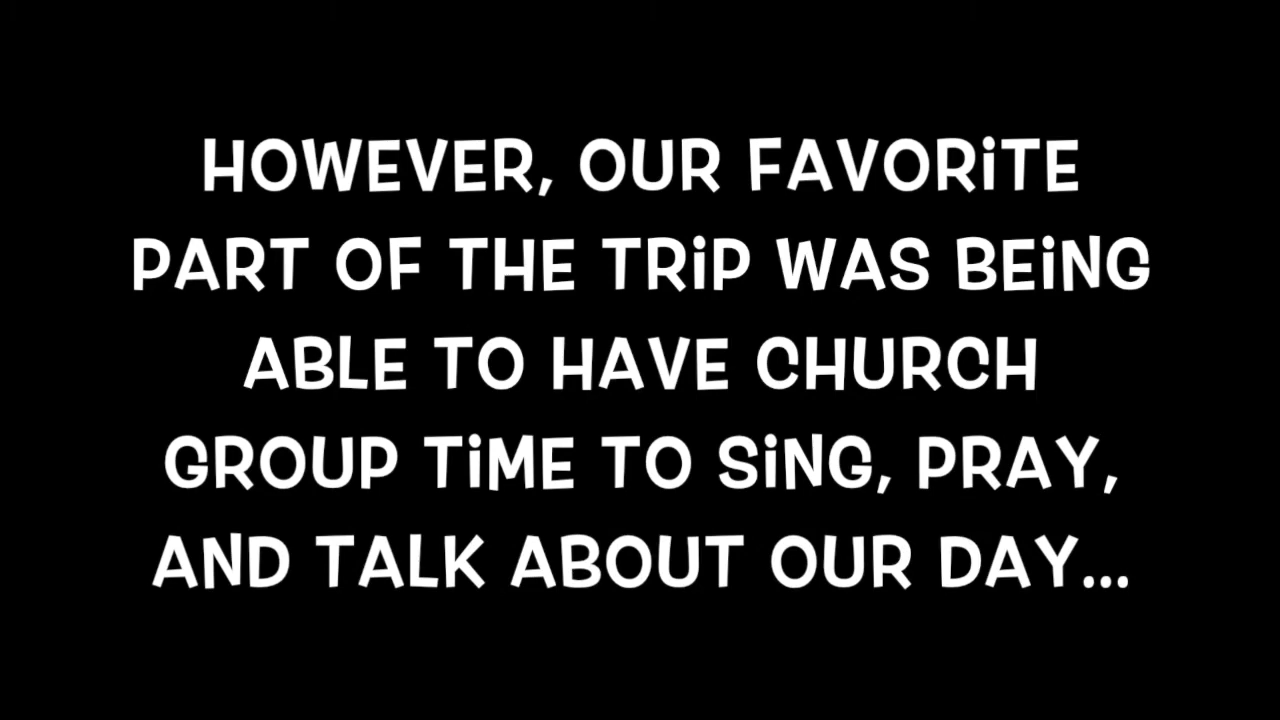 HOWEVER, OUR FAVORiTE
PART OF THE TRiP WAS BEiNG
ABLE TO HAVE CHURCH
GROUP TiME TO SiNG, PRAY,
AND TALK ABOUT OUR DAY...